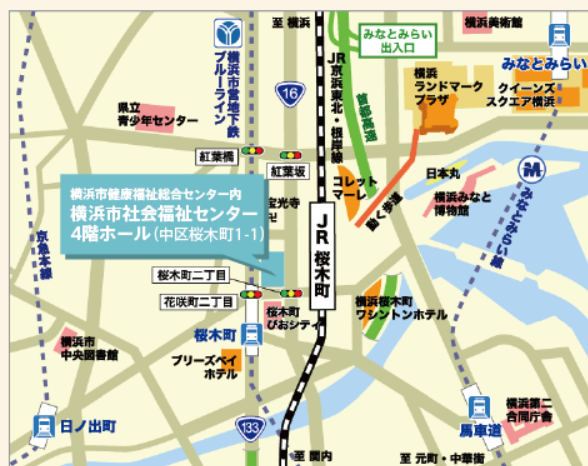 至 横浜
みなとみらい
出入口
横浜美術館
みなとみらい
横浜市営地下鉄
ブルーライン
16
JR
京浜東北・根岸線
首都高速
横浜
ランドマーク
プラザ
クイーンズ
スクエア横浜
県立
青少年センター
紅葉橋
紅葉坂
コレット
マーレ
動く歩道
日本丸
横浜みなと
博物館
M
みなとみらい線
横浜市健康福祉総合センター内
横浜市社会福祉センター
4階ホール(中区桜木町1-1)
宝光寺
卍
JR 桜木町
京急本線
桜木町二丁目
花咲町二丁目
桜木町
ぴおシティ
横浜桜木町
ワシントンホテル
桜木町
横浜市
中央図書館
ブリーズベイ
ホテル
日ノ出町
133
馬車道
横浜第二
合同庁舎
至 関内
至 元町・中華街